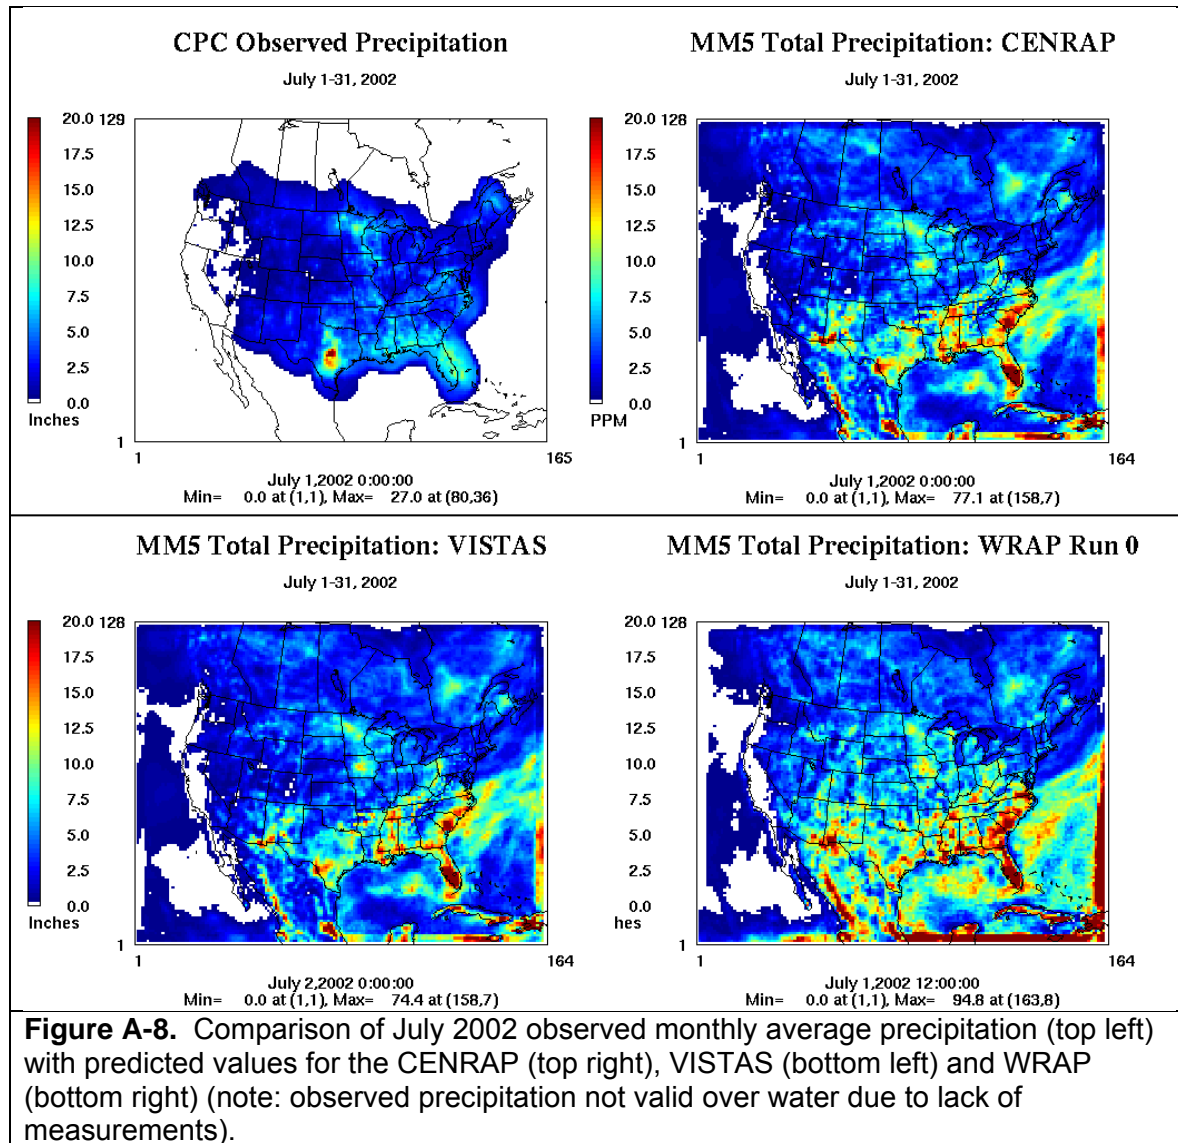 CPC Observed Precipitation
July 1-31, 2002
20.0
17.5
15.0
12.5
10.0
7.5
5.0
2.5
0.0
Inches
129
1
1
165
July 1,2002 0:00:00
Min= 0.0 at (1,1), Max= 27.0 at (80,36)
MM5 Total Precipitation: CENRAP
July 1-31, 2002
20.0
17.5
15.0
12.5
10.0
7.5
5.0
2.5
0.0
PPM
128
1
1
164
July 1,2002 0:00:00
Min= 0.0 at (1,1), Max= 77.1 at (158,7)
MM5 Total Precipitation: VISTAS
July 1-31, 2002
20.0
17.5
15.0
12.5
10.0
7.5
5.0
2.5
0.0
Inches
128
1
1
164
July 2,2002 0:00:00
Min= 0.0 at (1,1), Max= 74.4 at (158,7)
MM5 Total Precipitation: WRAP Run 0
July 1-31, 2002
20.0
17.5
15.0
12.5
10.0
7.5
5.0
2.5
0.0
hes
128
1
1
164
July 1,2002 12:00:00
Min= 0.0 at (1,1), Max= 94.8 at (163,8)
Figure A-8. Comparison of July 2002 observed monthly average precipitation (top left)
with predicted values for the CENRAP (top right), VISTAS (bottom left) and WRAP
(bottom right) (note: observed precipitation not valid over water due to lack of
measurements).